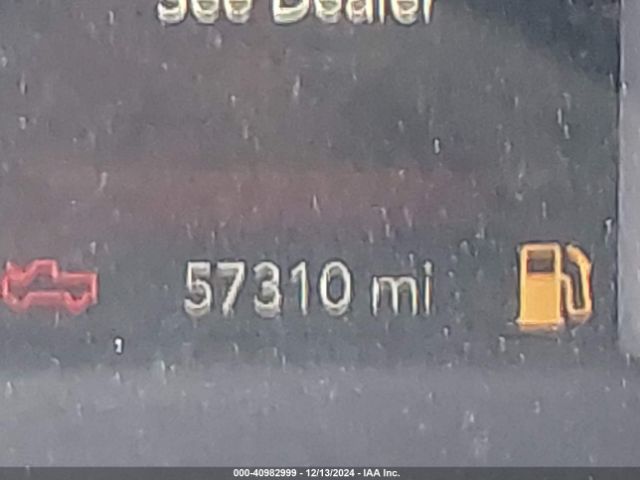 See Dealer
57310 mi
000-40982999 - 12/13/2024 - IAA Inc.